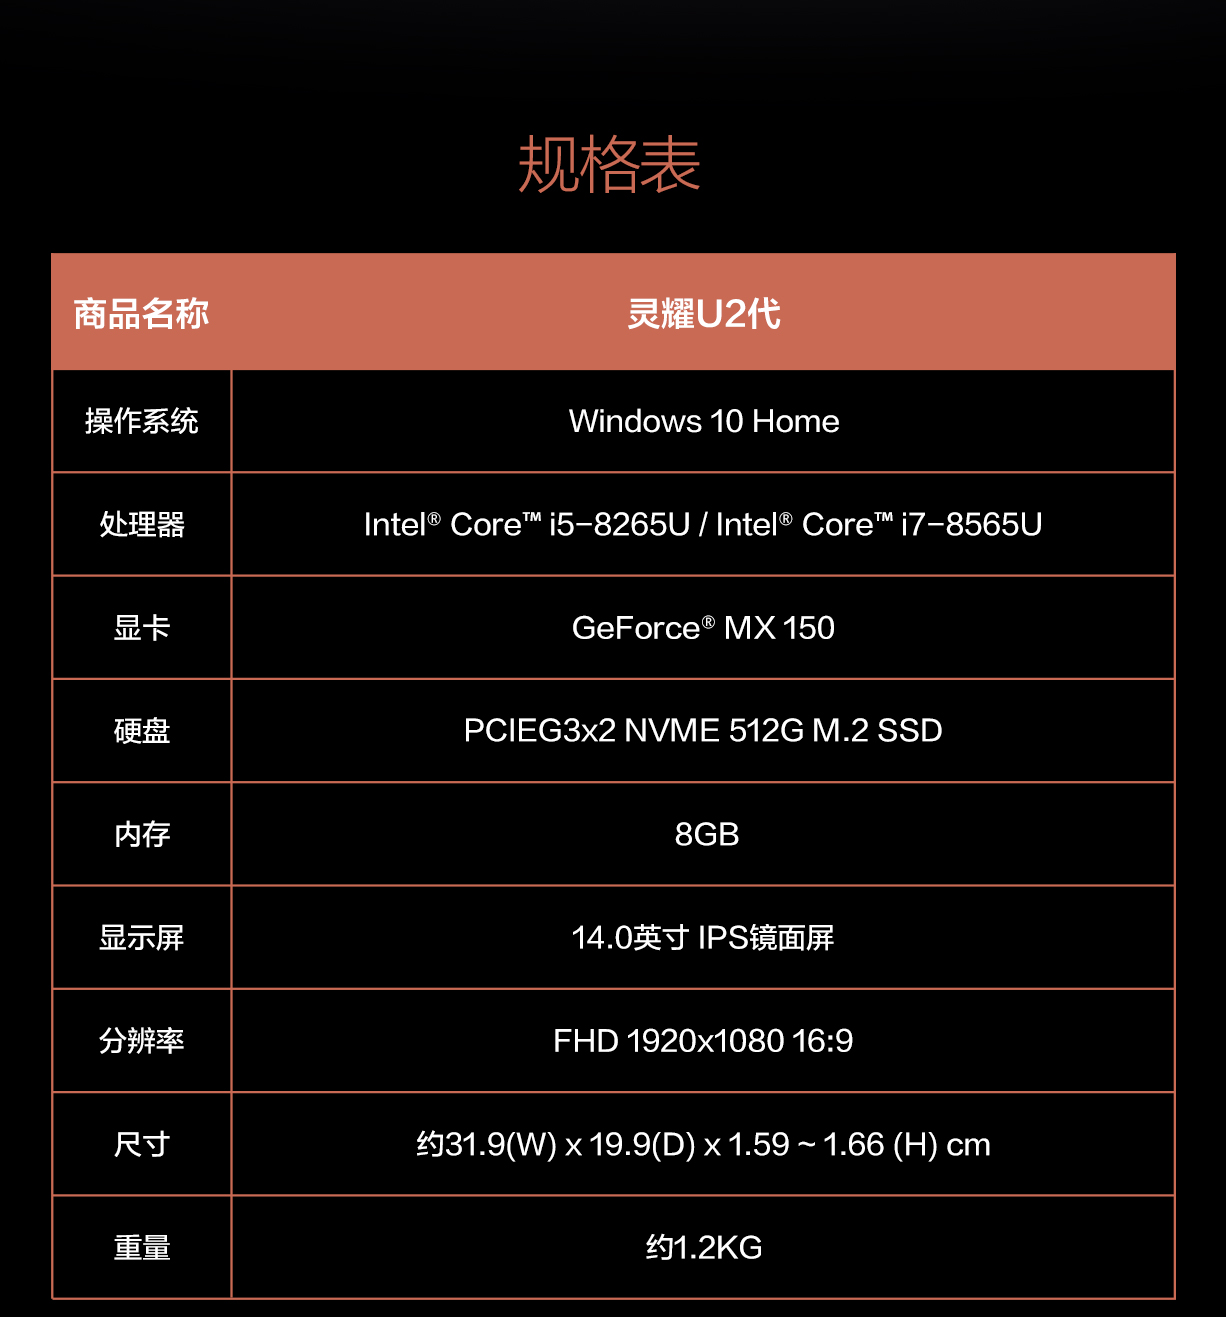 规格表
商品名称 灵耀U2代
操作系统 Windows 10 Home
处理器 Intel® Core™ i5-8265U / Intel® Core™ i7-8565U
显卡 GeForce® MX 150
硬盘 PCIEG3x2 NVME 512G M.2 SSD
内存 8GB
显示屏 14.0英寸 IPS镜面屏
分辨率 FHD 1920x1080 16:9
尺寸 约31.9(W) x 19.9(D) x 1.59 ~ 1.66 (H) cm
重量 约1.2KG